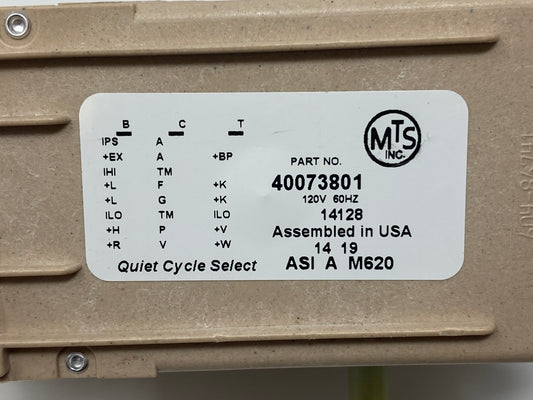 B C T
IPS A
+EX A +BP
IHI TM
+L F +K
+L G +K
ILO TM ILO
+H P +V
+R V +W
Quiet Cycle Select
MTS
INC.
PART NO.
40073801
120V 60HZ
14128
Assembled in USA
14 19
ASI A M620